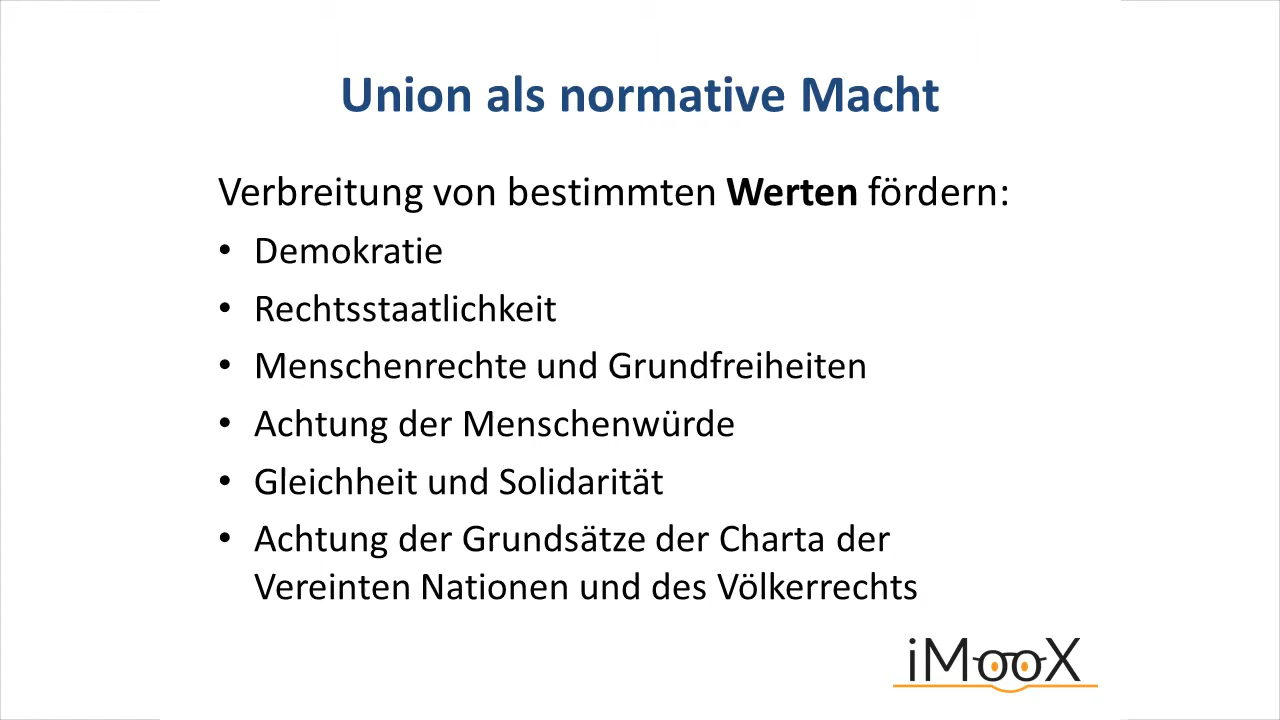 Union als normative Macht
Verbreitung von bestimmten Werten fördern:
• Demokratie
• Rechtsstaatlichkeit
• Menschenrechte und Grundfreiheiten
• Achtung der Menschenwürde
• Gleichheit und Solidarität
• Achtung der Grundsätze der Charta der
Vereinten Nationen und des Völkerrechts
iMooX